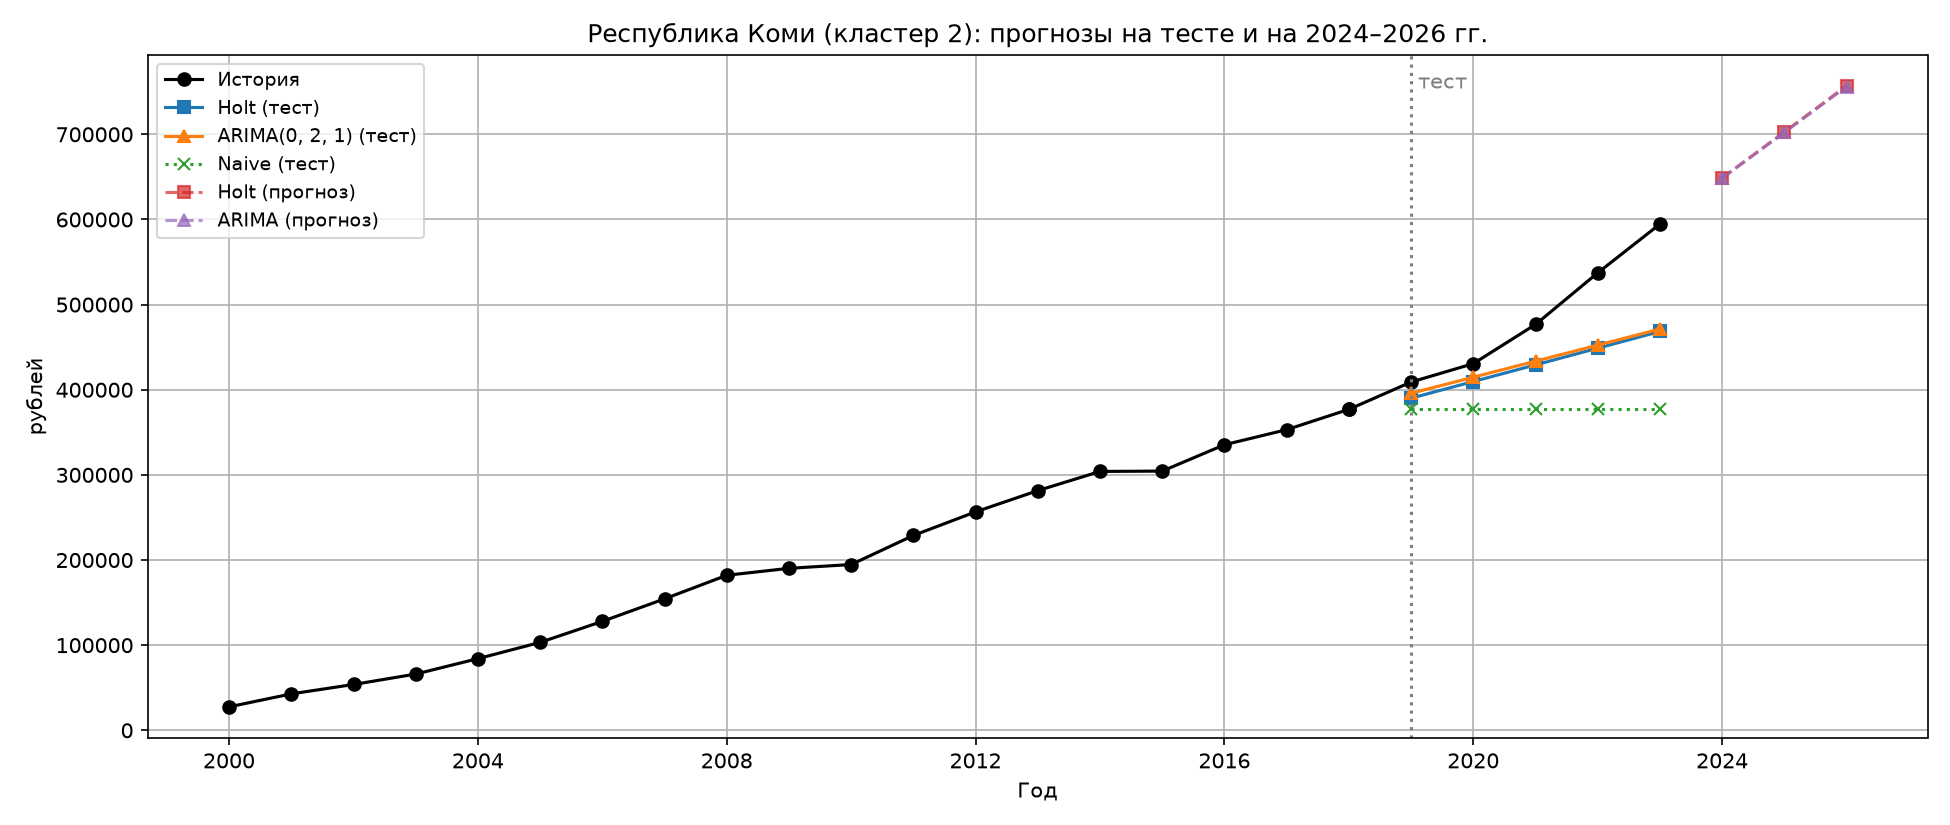 Республика Коми (кластер 2): прогнозы на тесте и на 2024–2026 гг.
История
Holt (тест)
ARIMA(0, 2, 1) (тест)
Naive (тест)
Holt (прогноз)
ARIMA (прогноз)
тест
700000
600000
500000
400000
300000
200000
100000
0
рублей
2000 2004 2008 2012 2016 2020 2024
Год